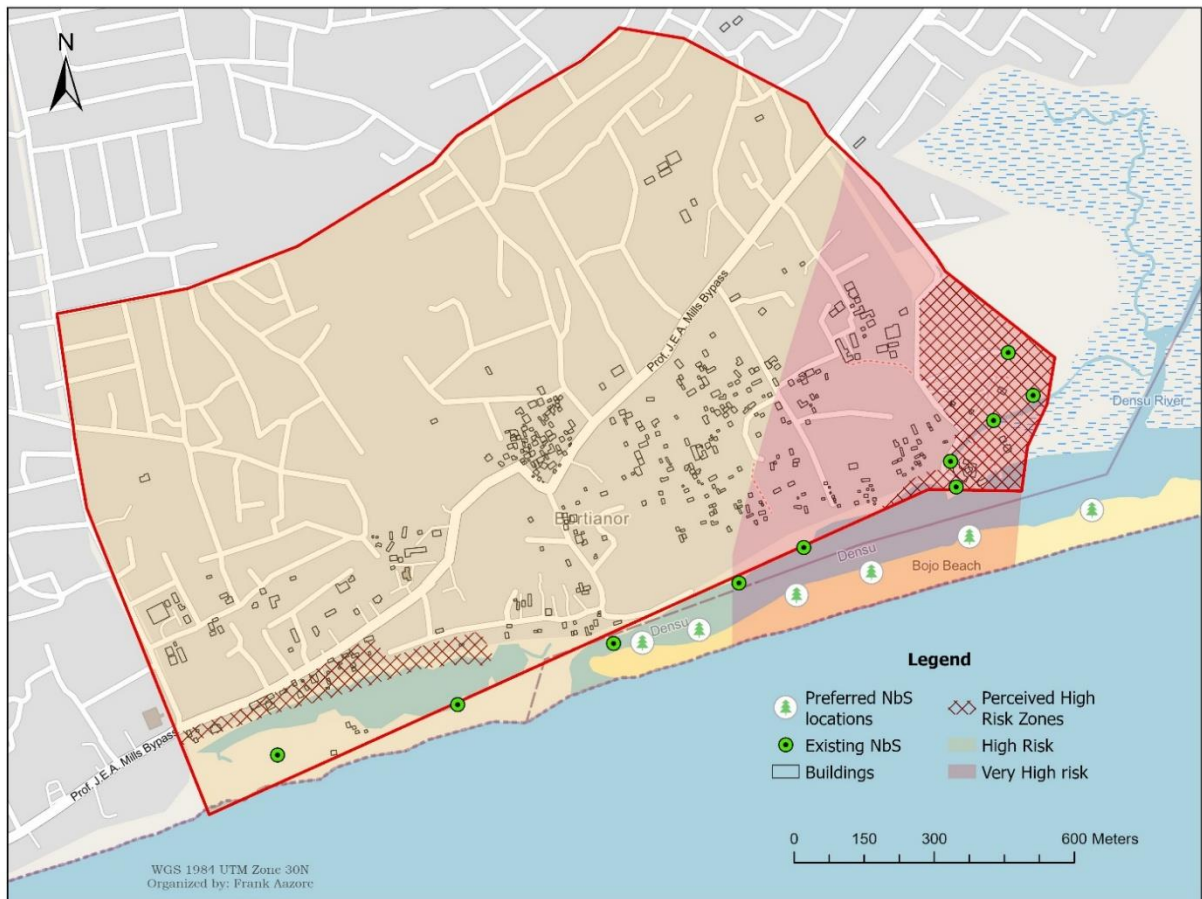 N
Prof. J.E.A. Mills Bypass
Densu River
Bortianor
Densu
Bojo Beach
Densu
Prof. J.E.A. Mills Bypass
Legend
Preferred NbS
locations
Perceived High
Risk Zones
Existing NbS
High Risk
Buildings
Very High risk
0 150 300 600 Meters
WGS 1984 UTM Zone 30N
Organized by: Frank Aazore